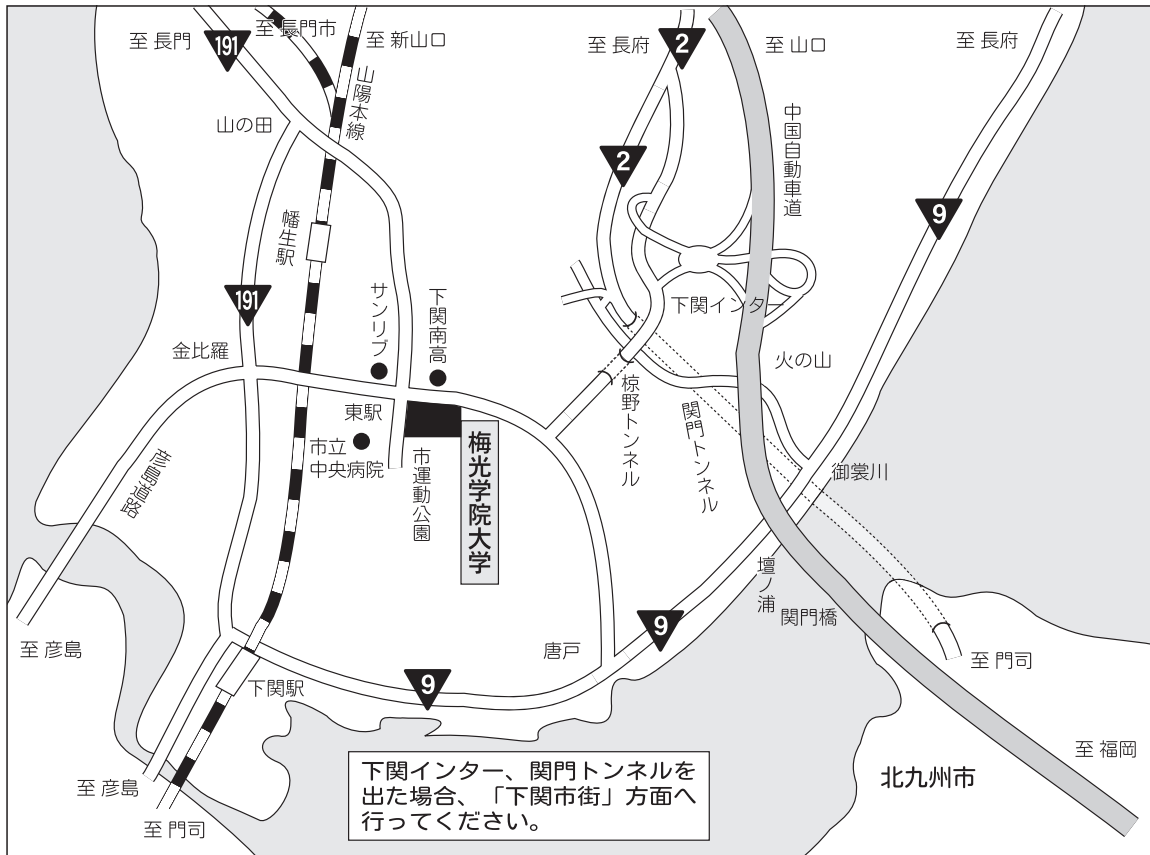 至 長門
191
至 長門市
至 新山口
至 長府
2
至 山口
至 長府
山の田
山陽本線
2
中国自動車道
9
幡生駅
191
サンリブ
下関南高
下関インター
金比羅
火の山
東駅
市立
中央病院
市運動公園
梅光学院大学
椋野トンネル
関門トンネル
御裳川
彦島道路
壇ノ浦
関門橋
至 彦島
唐戸
9
至 門司
下関駅
9
至 福岡
北九州市
至 彦島
至 門司
下関インター、関門トンネルを
出た場合、「下関市街」方面へ
行ってください。